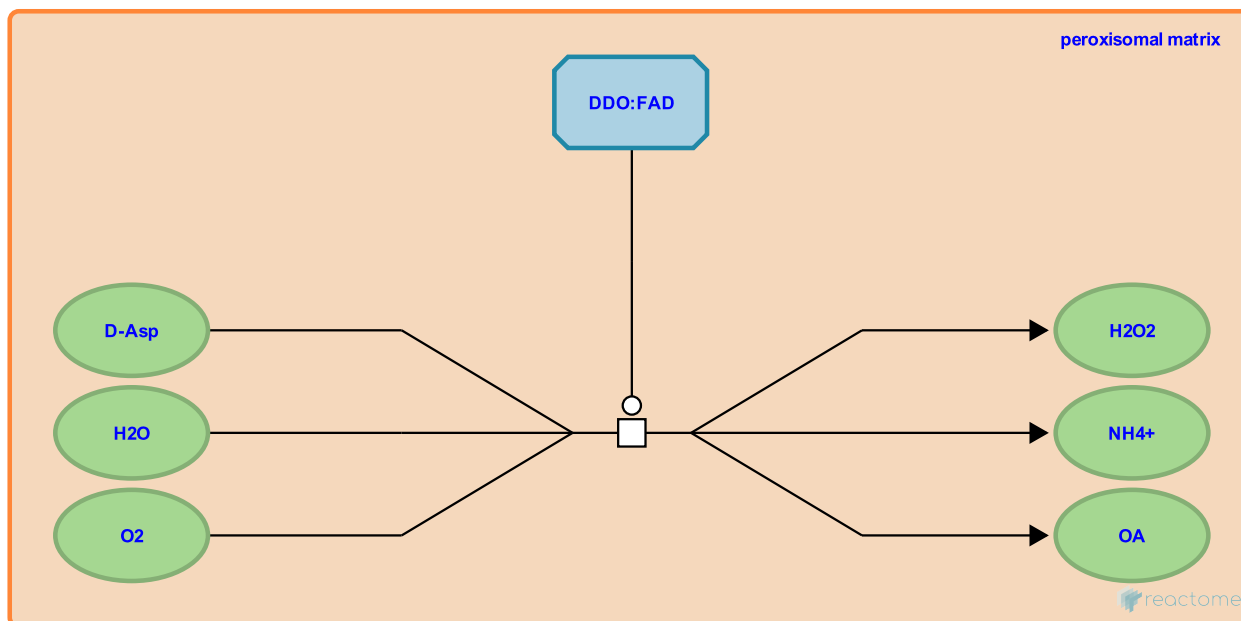 peroxisomal matrix
DDO:FAD
D-Asp
H2O2
H2O
NH4+
O2
OA
reactome